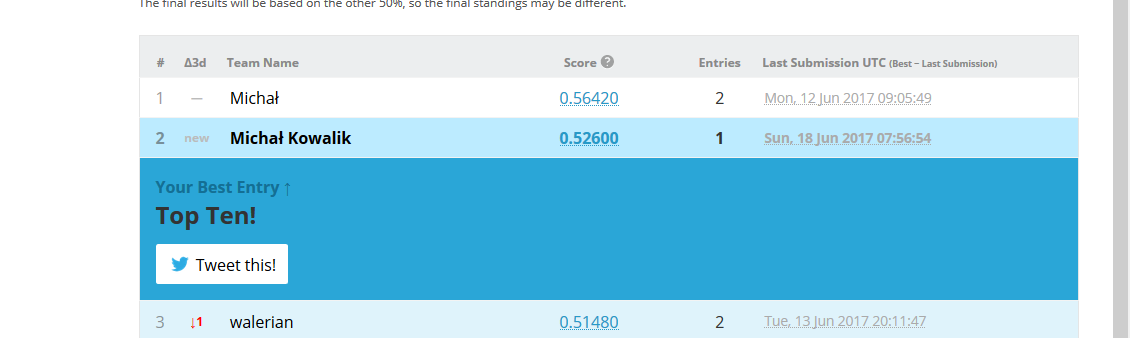 The final results will be based on the other 50%, so the final standings may be different.
# Δ3d Team Name Score ? Entries Last Submission UTC (Best − Last Submission)
1 — Michał 0.56420 2 Mon, 12 Jun 2017 09:05:49
2 new Michał Kowalik 0.52600 1 Sun, 18 Jun 2017 07:56:54
Your Best Entry ↑
Top Ten!
Tweet this!
3 ↓1 walerian 0.51480 2 Tue, 13 Jun 2017 20:11:47